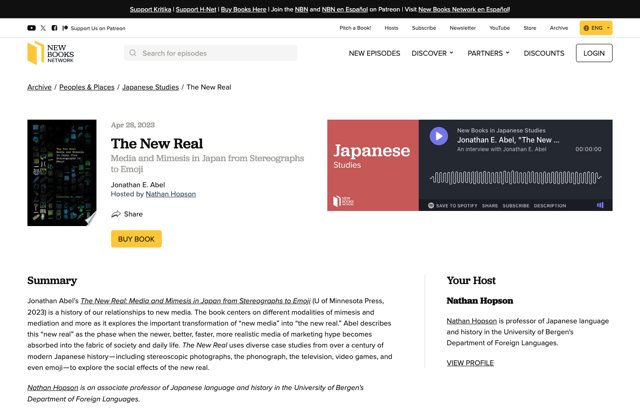 Support Kritika | Support H-Net | Buy Books Here | Join the NBN and NBN en Español on Patreon | Visit New Books Network en Español!
Support Us on Patreon
Pitch a Book! Hosts Subscribe Newsletter YouTube Store Archive ENG
NEW BOOKS NETWORK
Search for episodes
NEW EPISODES DISCOVER PARTNERS DISCOUNTS LOGIN
Archive / Peoples & Places / Japanese Studies / The New Real
Apr 28, 2023
The New Real
Media and Mimesis in Japan from Stereographs
to Emoji
Jonathan E. Abel
Hosted by Nathan Hopson
Share
BUY BOOK
Japanese
Studies
NEW BOOKS
New Books in Japanese Studies
Jonathan E. Abel, "The New ...
An interview with Jonathan E. Abel 00:00:00
SAVE TO SPOTIFY SHARE SUBSCRIBE DESCRIPTION
Summary
Jonathan Abel's The New Real: Media and Mimesis in Japan from Stereographs to Emoji (U of Minnesota Press,
2023) is a history of our relationships to new media. The book centers on different modalities of mimesis and
mediation and more as it explores the important transformation of "new media" into "the new real." Abel describes
this "new real" as the phase when the newer, better, faster, more realistic media of marketing hype becomes
absorbed into the fabric of society and daily life. The New Real uses diverse case studies from over a century of
modern Japanese history—including stereoscopic photographs, the phonograph, the television, video games, and
even emoji—to explore the social effects of the new real.
Nathan Hopson is an associate professor of Japanese language and history in the University of Bergen's
Department of Foreign Languages.
Your Host
Nathan Hopson
Nathan Hopson is professor of Japanese language
and history in the University of Bergen's
Department of Foreign Languages.
VIEW PROFILE